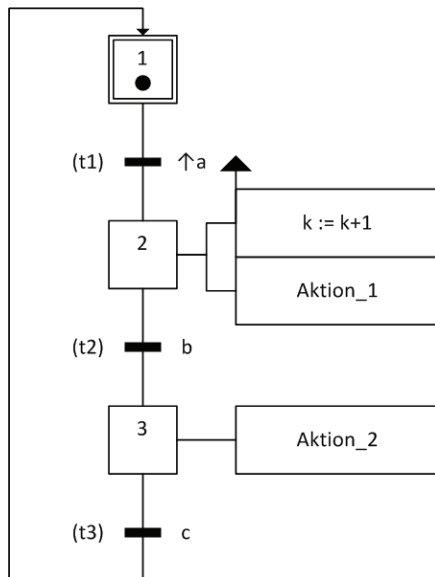 1
(t1) ↑a
k := k+1
2
Aktion_1
(t2) b
3
Aktion_2
(t3) c